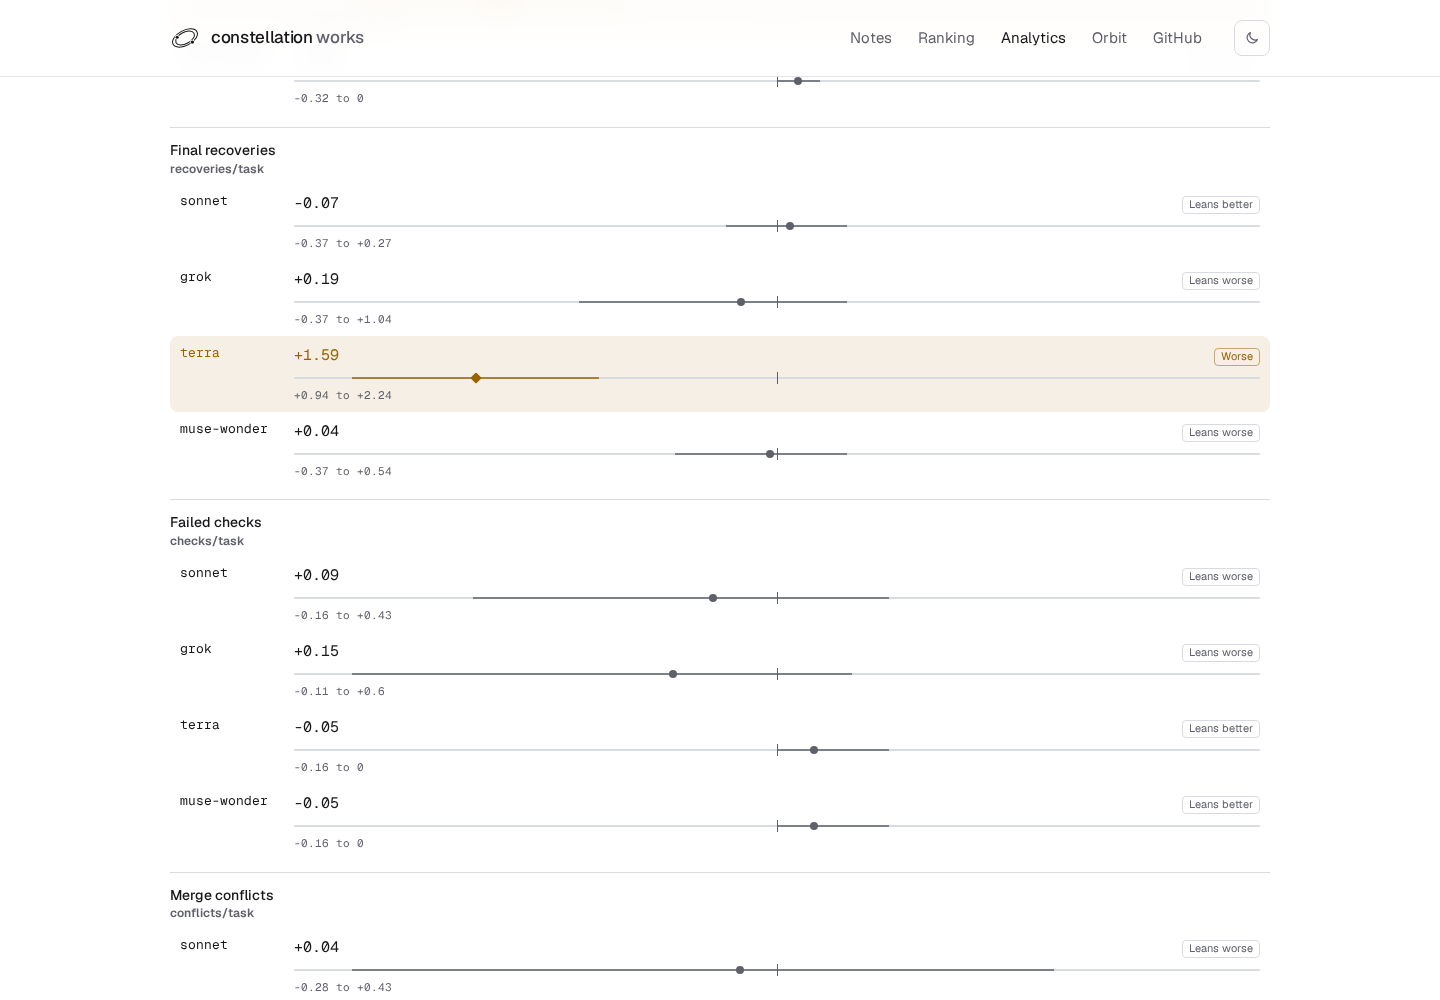 constellation works
Notes Ranking Analytics Orbit GitHub
-0.32 to 0
Final recoveries
recoveries/task
sonnet -0.07 Leans better
-0.37 to +0.27
grok +0.19 Leans worse
-0.37 to +1.04
terra +1.59 Worse
+0.94 to +2.24
muse-wonder +0.04 Leans worse
-0.37 to +0.54
Failed checks
checks/task
sonnet +0.09 Leans worse
-0.16 to +0.43
grok +0.15 Leans worse
-0.11 to +0.6
terra -0.05 Leans better
-0.16 to 0
muse-wonder -0.05 Leans better
-0.16 to 0
Merge conflicts
conflicts/task
sonnet +0.04 Leans worse
-0.28 to +0.43